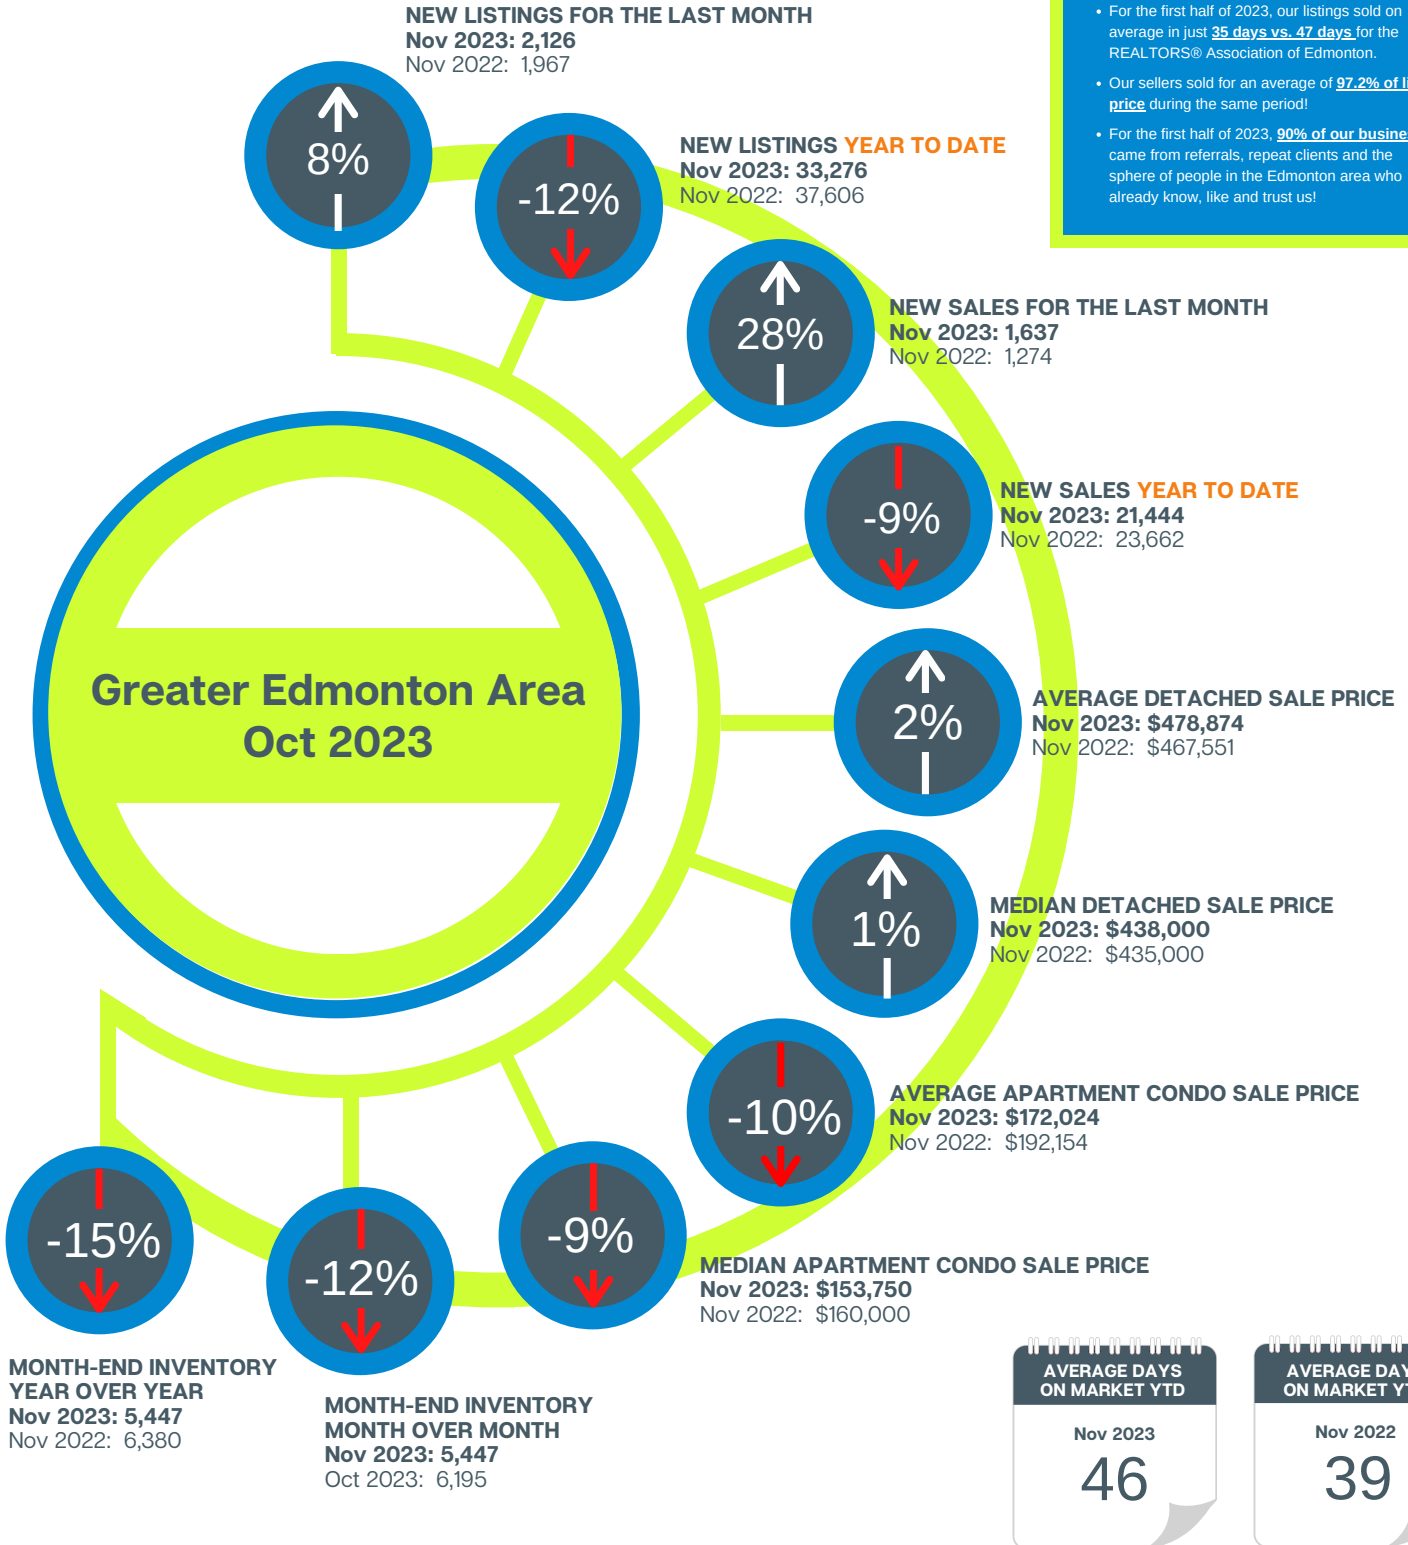 NEW LISTINGS FOR THE LAST MONTH
Nov 2023: 2,126
Nov 2022: 1,967
8%
• For the first half of 2023, our listings sold on
average in just 35 days vs. 47 days for the
REALTORS® Association of Edmonton.
• Our sellers sold for an average of 97.2% of
price during the same period!
• For the first half of 2023, 90% of our
came from referrals, repeat clients and the
sphere of people in the Edmonton area who
already know, like and trust us!
-12%
NEW LISTINGS YEAR TO DATE
Nov 2023: 33,276
Nov 2022: 37,606
28%
NEW SALES FOR THE LAST MONTH
Nov 2023: 1,637
Nov 2022: 1,274
-9%
NEW SALES YEAR TO DATE
Nov 2023: 21,444
Nov 2022: 23,662
Greater Edmonton Area
Oct 2023
2%
AVERAGE DETACHED SALE PRICE
Nov 2023: $478,874
Nov 2022: $467,551
1%
MEDIAN DETACHED SALE PRICE
Nov 2023: $438,000
Nov 2022: $435,000
-10%
AVERAGE APARTMENT CONDO SALE PRICE
Nov 2023: $172,024
Nov 2022: $192,154
-9%
MEDIAN APARTMENT CONDO SALE PRICE
Nov 2023: $153,750
Nov 2022: $160,000
-12%
MONTH-END INVENTORY
MONTH OVER MONTH
Nov 2023: 5,447
Oct 2023: 6,195
-15%
MONTH-END INVENTORY
YEAR OVER YEAR
Nov 2023: 5,447
Nov 2022: 6,380
AVERAGE DAYS
ON MARKET YTD
Nov 2023
46
AVERAGE
ON MARKET
Nov 2022
39